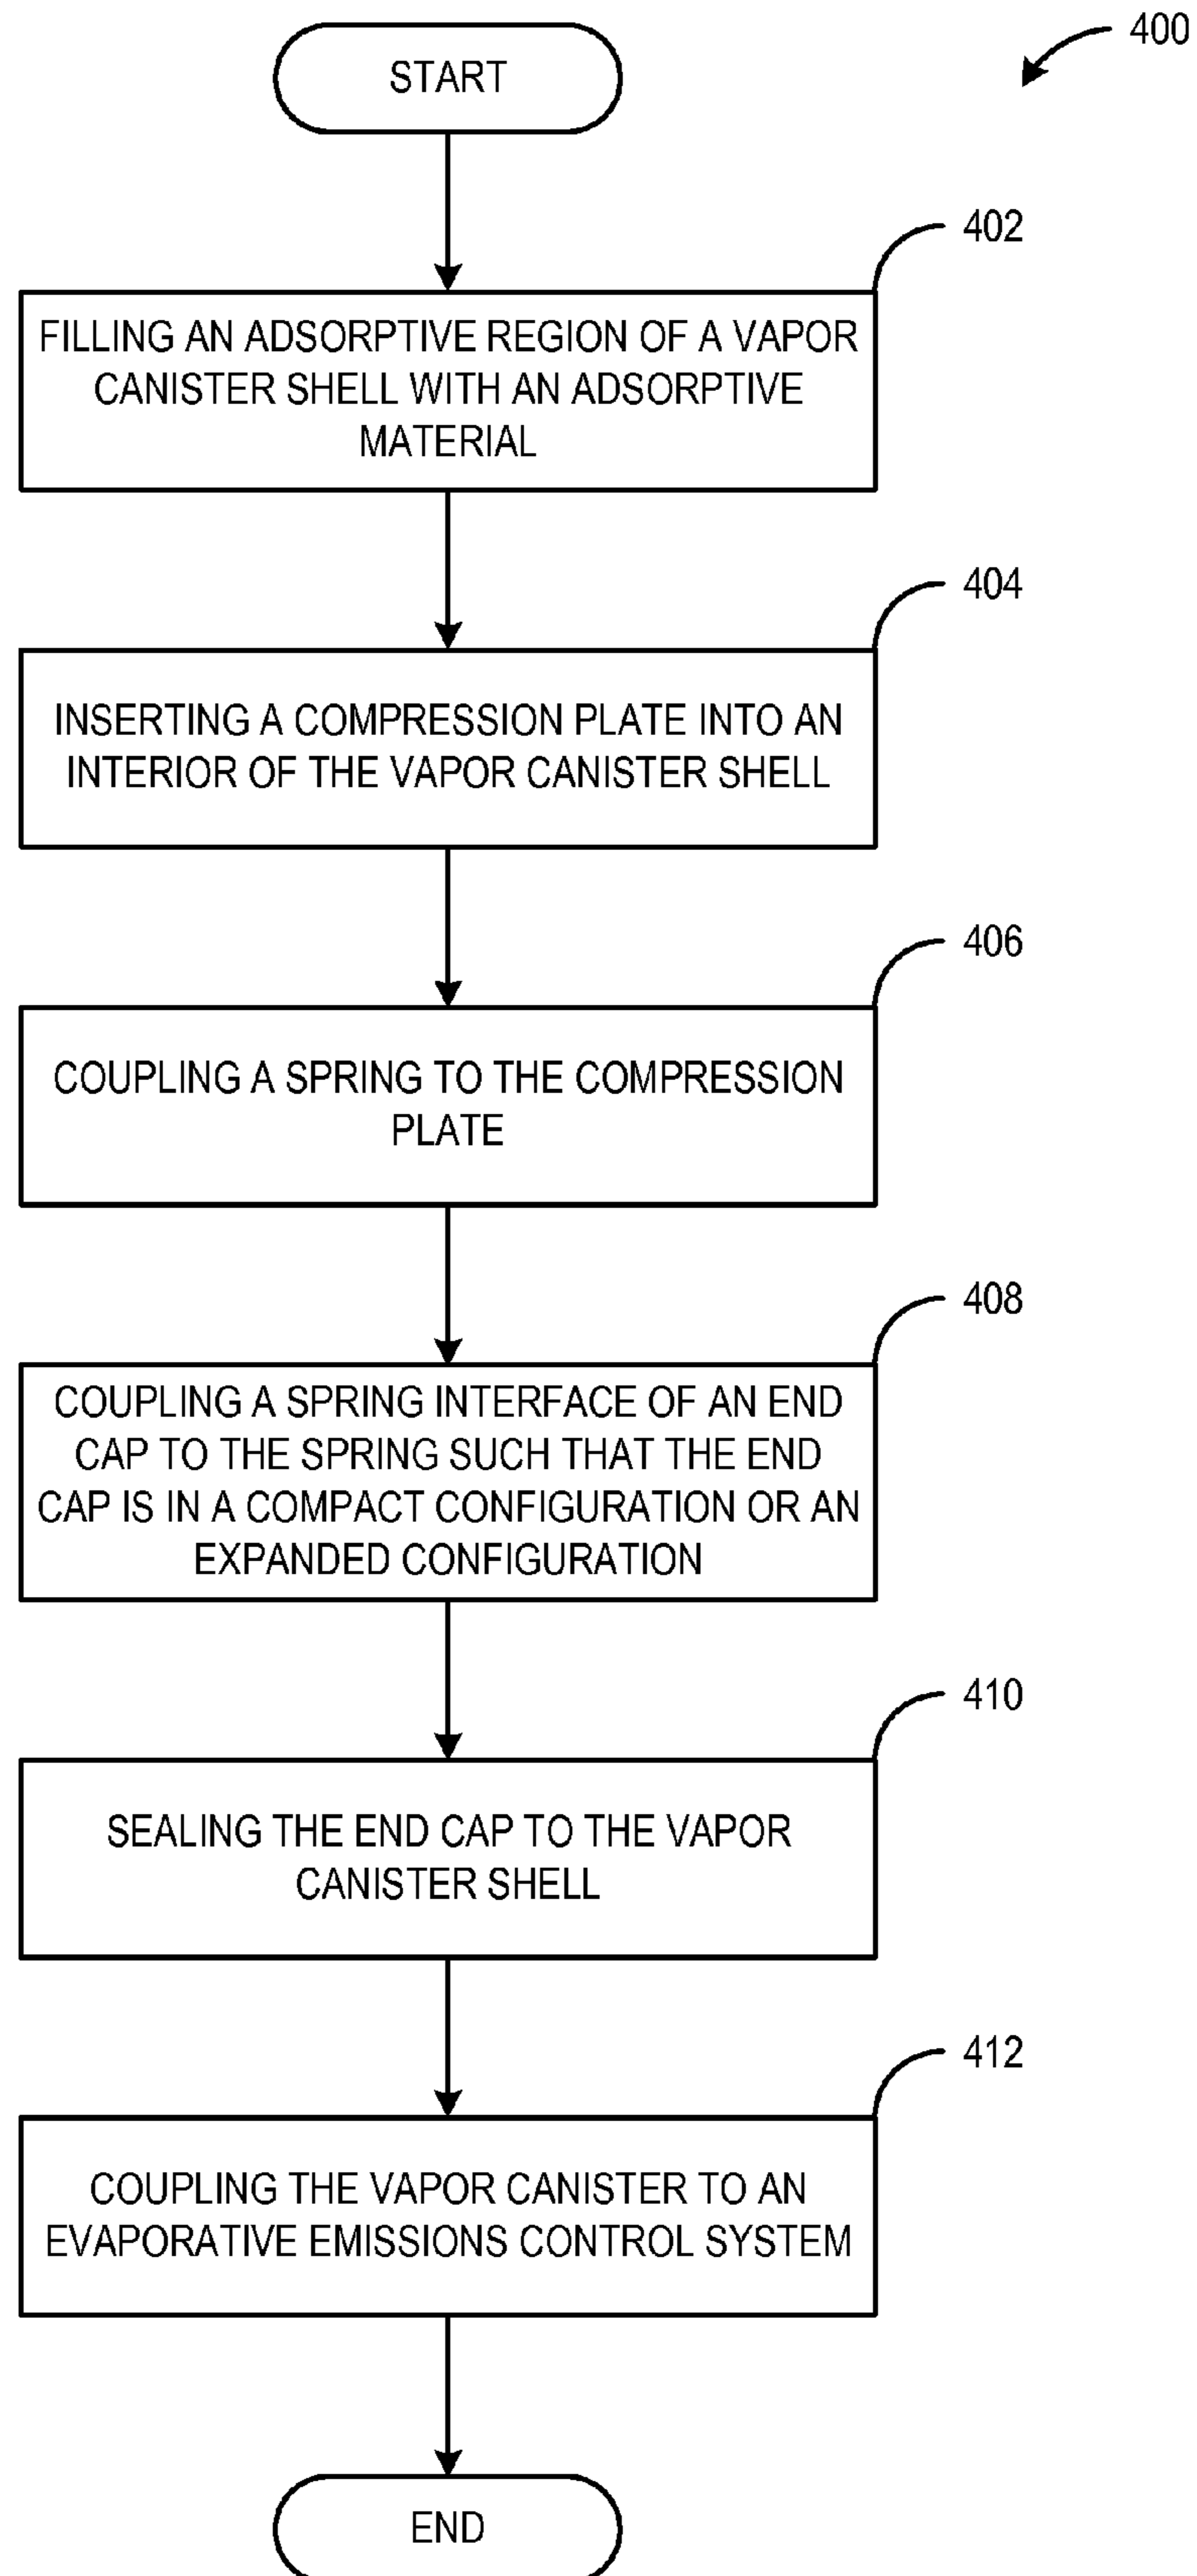 400
START
402
FILLING AN ADSORPTIVE REGION OF A VAPOR
CANISTER SHELL WITH AN ADSORPTIVE
MATERIAL
404
INSERTING A COMPRESSION PLATE INTO AN
INTERIOR OF THE VAPOR CANISTER SHELL
406
COUPLING A SPRING TO THE COMPRESSION
PLATE
408
COUPLING A SPRING INTERFACE OF AN END
CAP TO THE SPRING SUCH THAT THE END
CAP IS IN A COMPACT CONFIGURATION OR AN
EXPANDED CONFIGURATION
410
SEALING THE END CAP TO THE VAPOR
CANISTER SHELL
412
COUPLING THE VAPOR CANISTER TO AN
EVAPORATIVE EMISSIONS CONTROL SYSTEM
END